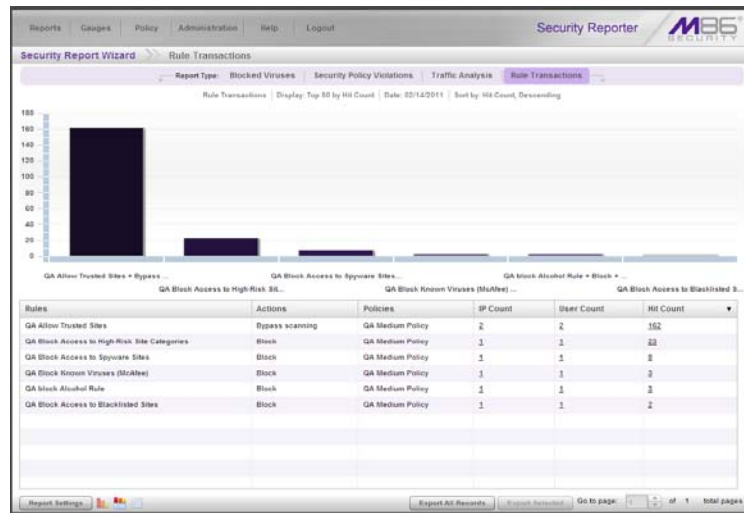 Reports Gauges Policy Administration Help Logout
Security Reporter
M86
SECURITY
Security Report Wizard Rule Transactions
Report Type: Blocked Viruses Security Policy Violations Traffic Analysis Rule Transactions
Rule Transactions Display: Top 50 by Hit Count Date: 02/14/2011 Sort by: Hit Count, Descending
180
160
140
120
100
80
60
40
20
0
QA Allow Trusted Sites + Bypass ... QA Block Access to Spyware Sites... QA block Alcohol Rule + Block + ...
QA Block Access to High-Risk Sit... QA Block Known Viruses (McAfee) ... QA Block Access to Blacklisted S...
Rules Actions Policies IP Count User Count Hit Count
QA Allow Trusted Sites Bypass scanning QA Medium Policy 2 2 162
QA Block Access to High-Risk Site Categories Block QA Medium Policy 1 1 23
QA Block Access to Spyware Sites Block QA Medium Policy 1 1 8
QA Block Known Viruses (McAfee) Block QA Medium Policy 1 1 3
QA block Alcohol Rule Block QA Medium Policy 1 1 3
QA Block Access to Blacklisted Sites Block QA Medium Policy 1 1 2
Report Settings Export All Records Export Selected Go to page: 1 of 1 total pages